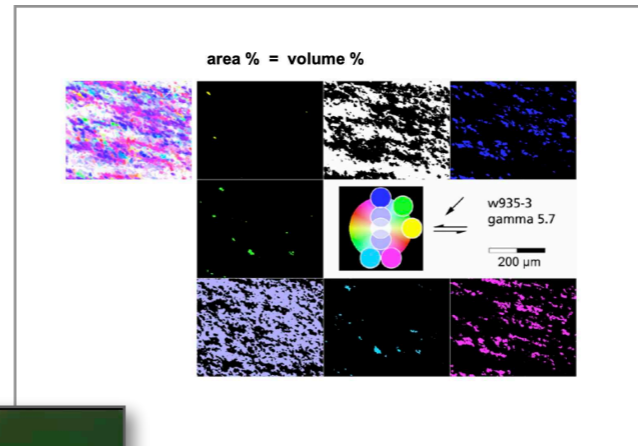 area % = volume %
w935-3
gamma 5.7
200 µm